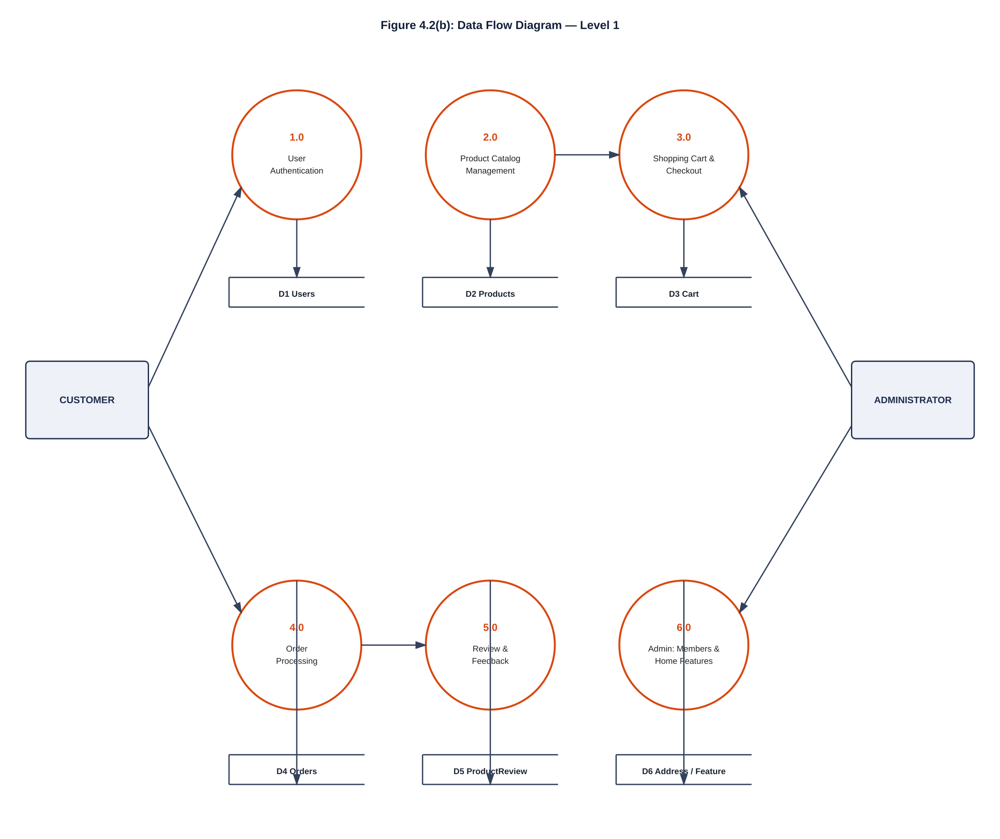 Figure 4.2(b): Data Flow Diagram — Level 1
1.0
User
Authentication
2.0
Product Catalog
Management
3.0
Shopping Cart &
Checkout
D1 Users
D2 Products
D3 Cart
CUSTOMER
ADMINISTRATOR
4.0
Order
Processing
5.0
Review &
Feedback
6.0
Admin: Members &
Home Features
D4 Orders
D5 ProductReview
D6 Address / Feature